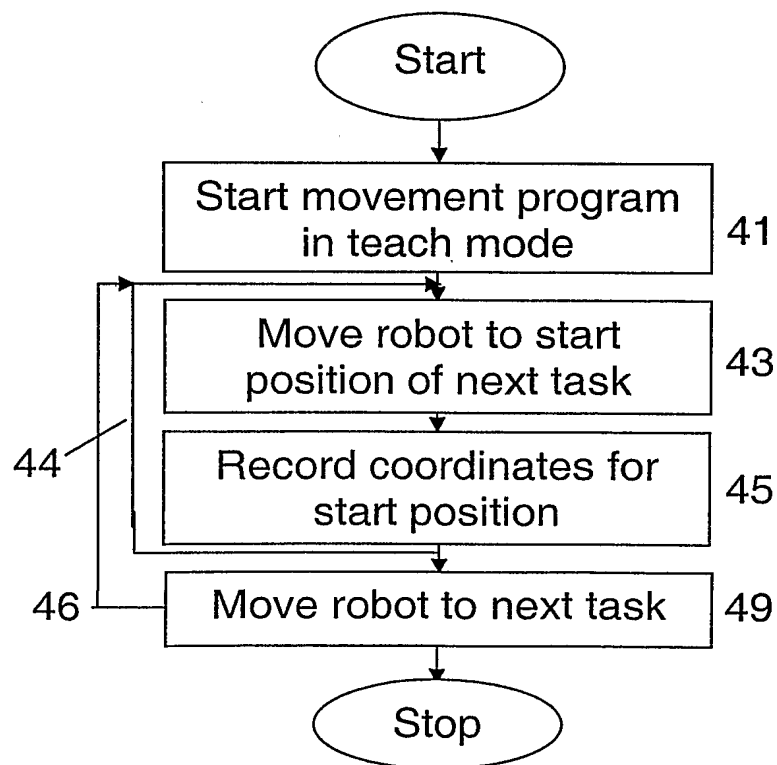 Start
Start movement program
in teach mode
41
Move robot to start
position of next task
43
44
Record coordinates for
start position
45
46
Move robot to next task
49
Stop